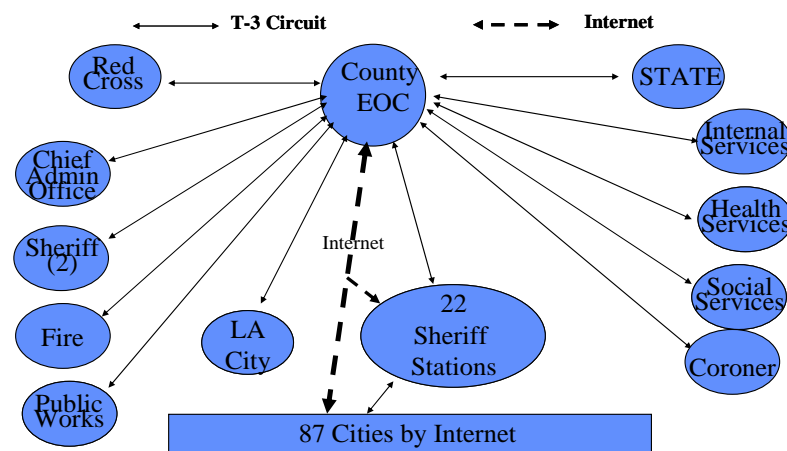 T-3 Circuit
Internet
Red
Cross
County
EOC
STATE
Internal
Services
Chief
Admin
Office
Health
Services
Sheriff
(2)
Internet
Social
Services
Fire
LA
City
22
Sheriff
Stations
Coroner
Public
Works
87 Cities by Internet